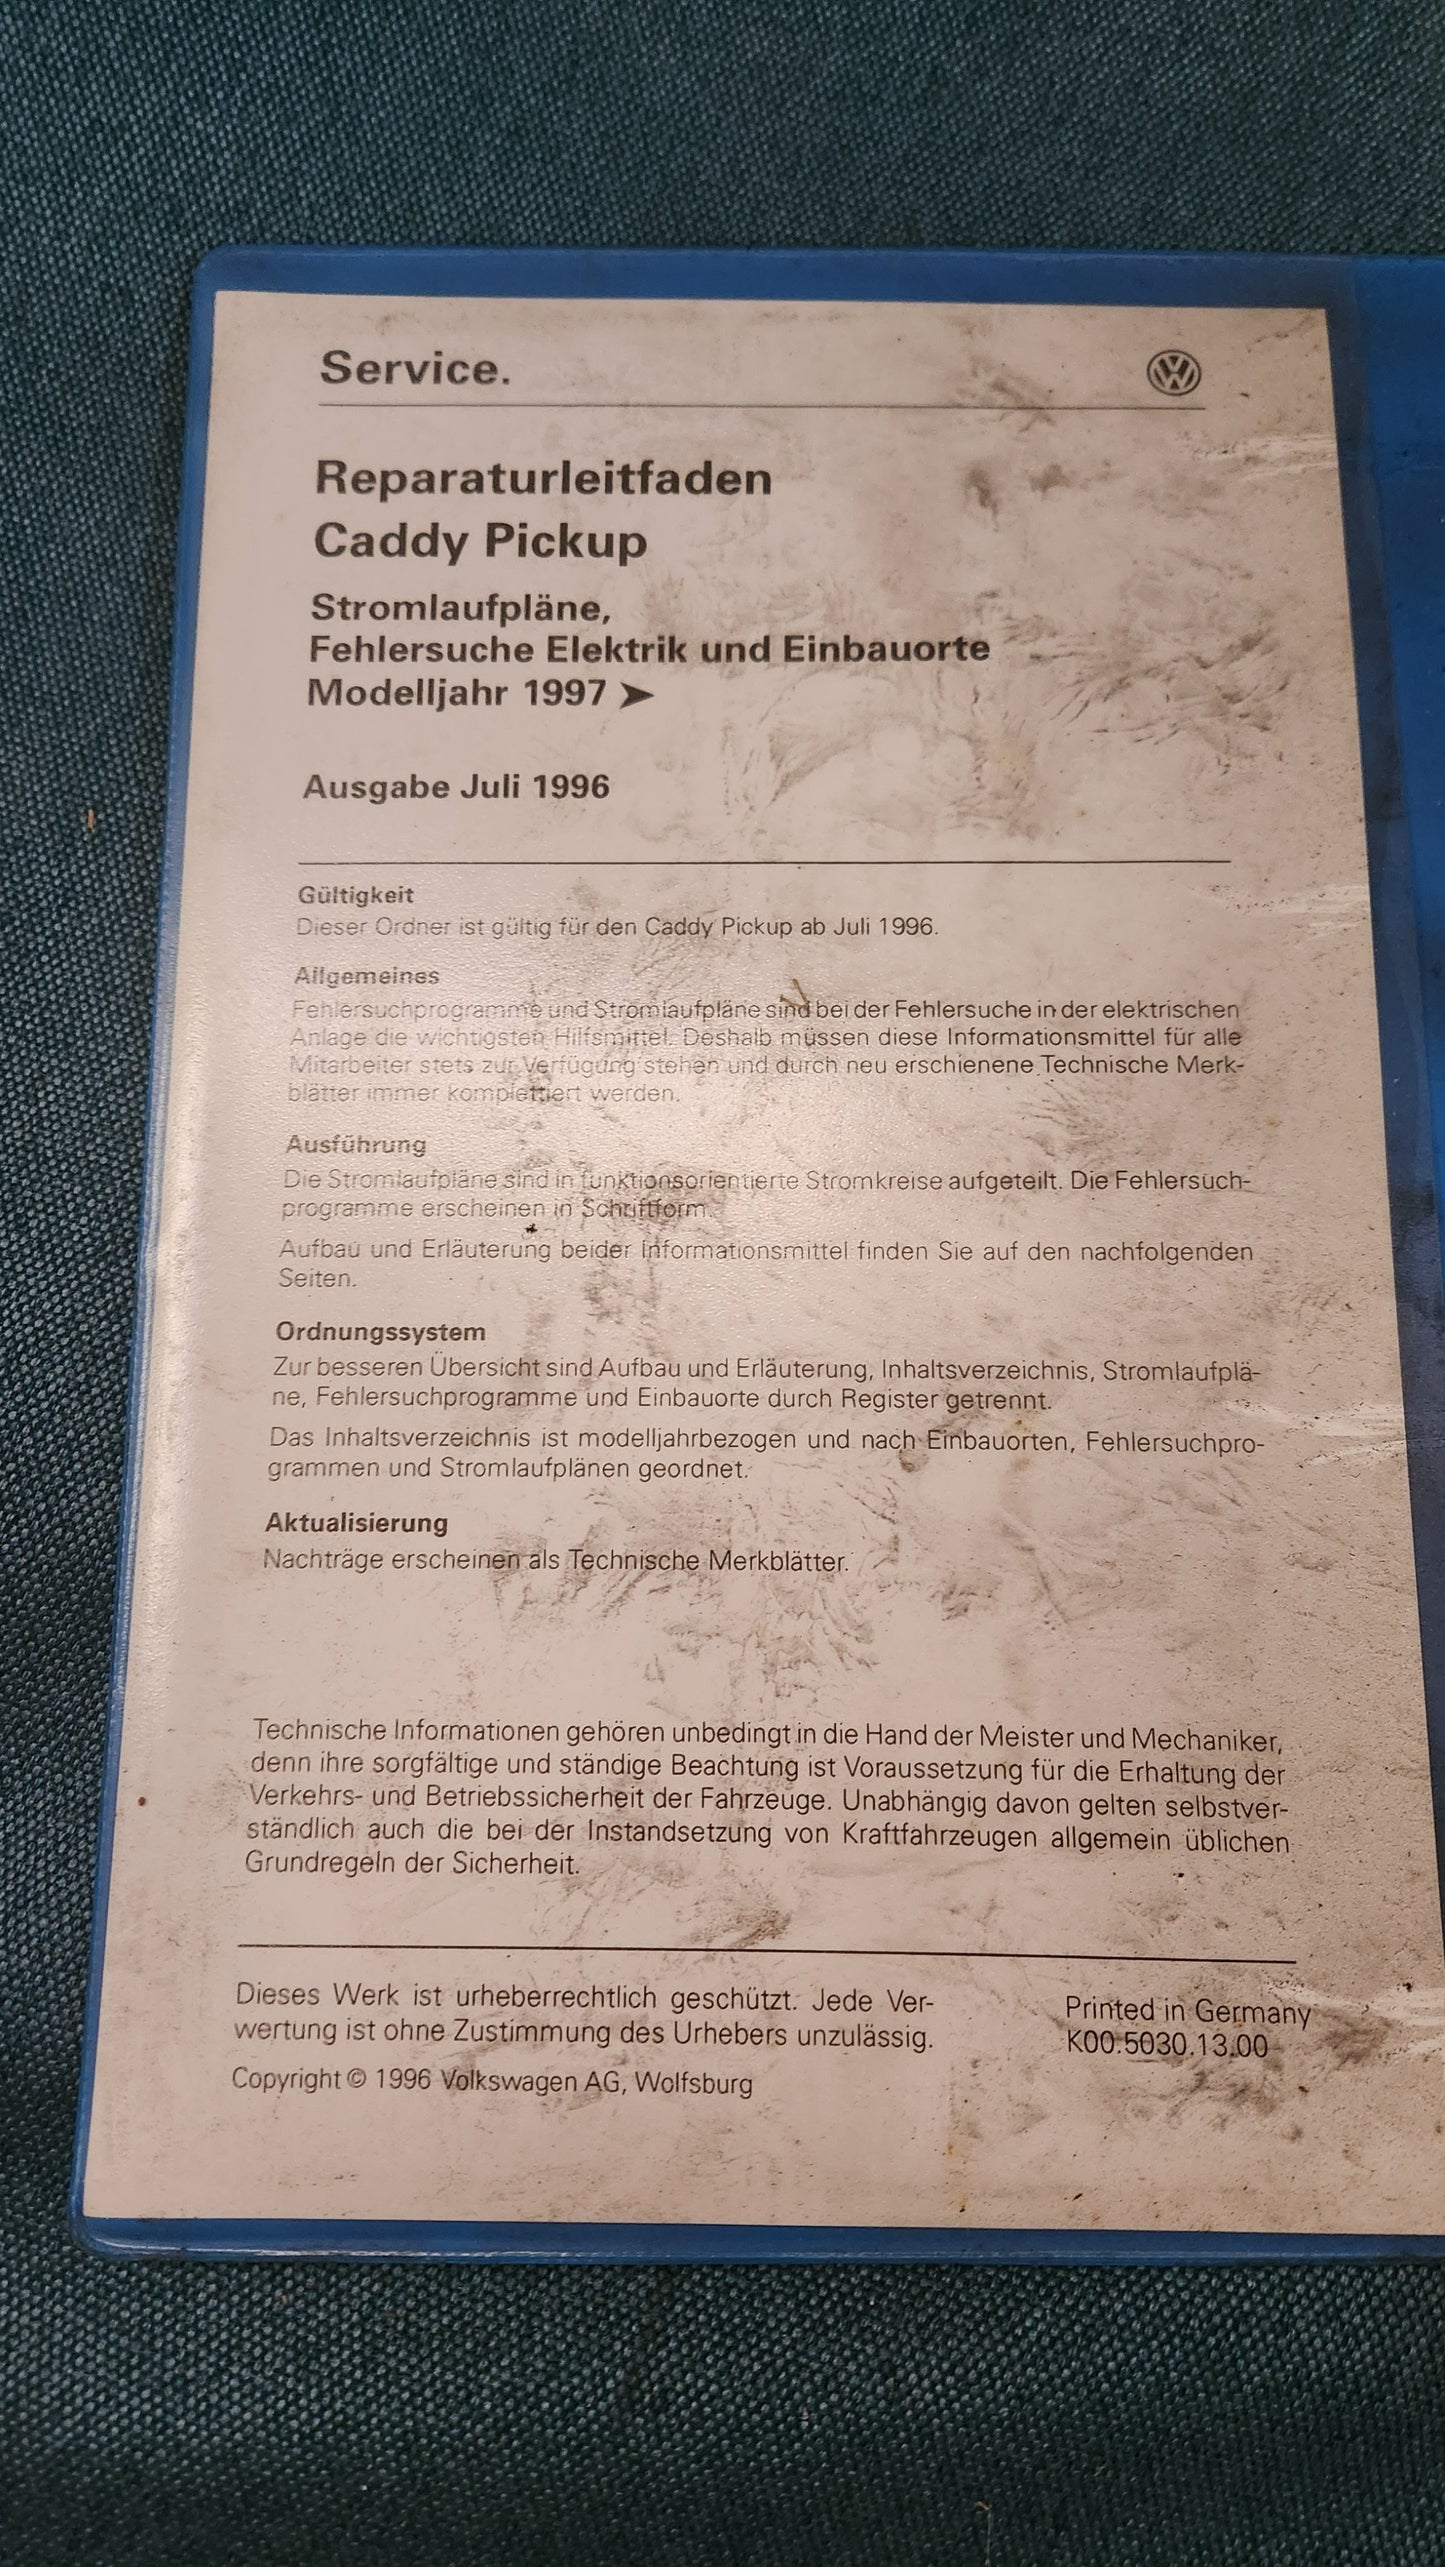 Service.
Reparaturleitfaden
Caddy Pickup
Stromlaufpläne,
Fehlersuche Elektrik und Einbauorte
Modelljahr 1997 ➤
Ausgabe Juli 1996
Gültigkeit
Dieser Ordner ist gültig für den Caddy Pickup ab Juli 1996.
Allgemeines
Fehlersuchprogramme und Stromlaufpläne sind bei der Fehlersuche in der elektrischen
Anlage die wichtigsten Hilfsmittel. Deshalb müssen diese Informationsmittel für alle
Mitarbeiter stets zur Verfügung stehen und durch neu erschienene Technische Merk-
blätter immer komplettiert werden.
Ausführung
Die Stromlaufpläne sind in funktionsorientierte Stromkreise aufgeteilt. Die Fehlersuch-
programme erscheinen in Schriftform.
Aufbau und Erläuterung beider Informationsmittel finden Sie auf den nachfolgenden
Seiten.
Ordnungssystem
Zur besseren Übersicht sind Aufbau und Erläuterung, Inhaltsverzeichnis, Stromlaufplä-
ne, Fehlersuchprogramme und Einbauorte durch Register getrennt.
Das Inhaltsverzeichnis ist modelljahrbezogen und nach Einbauorten, Fehlersuchpro-
grammen und Stromlaufplänen geordnet.
Aktualisierung
Nachträge erscheinen als Technische Merkblätter.
Technische Informationen gehören unbedingt in die Hand der Meister und Mechaniker,
denn ihre sorgfältige und ständige Beachtung ist Voraussetzung für die Erhaltung der
Verkehrs- und Betriebssicherheit der Fahrzeuge. Unabhängig davon gelten selbstver-
ständlich auch die bei der Instandsetzung von Kraftfahrzeugen allgemein üblichen
Grundregeln der Sicherheit.
Dieses Werk ist urheberrechtlich geschützt. Jede Ver-
wertung ist ohne Zustimmung des Urhebers unzulässig.
Copyright © 1996 Volkswagen AG, Wolfsburg
Printed in Germany
K00.5030.13.00